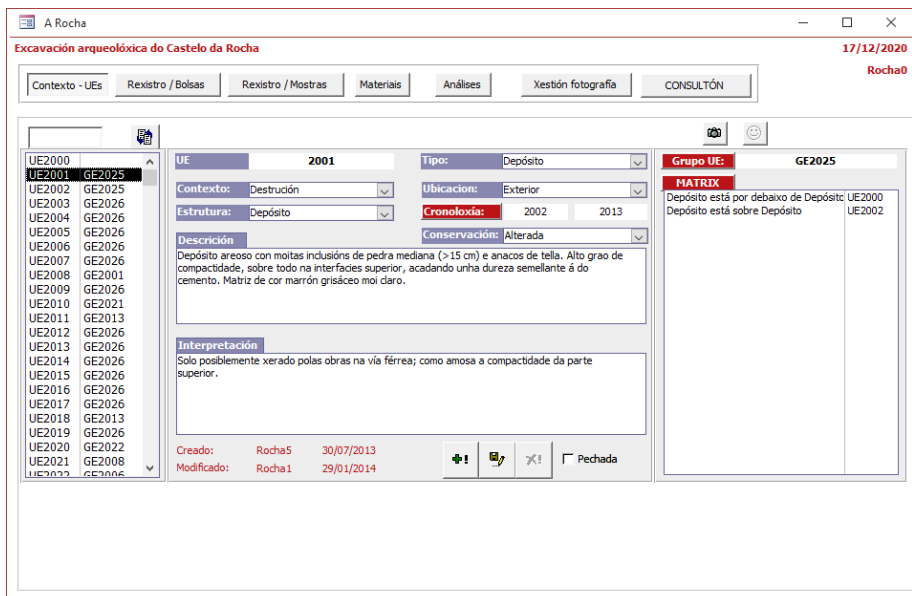 A Rocha
Excavación arqueolóxica do Castelo da Rocha 17/12/2020
Rocha0
Contexto - UEs Rexistro / Bolsas Rexistro / Mostras Materiais Análises Xestión fotografía CONSULTÓN
UE2000
UE2001 GE2025
UE2002 GE2025
UE2003 GE2026
UE2004 GE2026
UE2005 GE2026
UE2006 GE2026
UE2007 GE2026
UE2008 GE2001
UE2009 GE2026
UE2010 GE2021
UE2011 GE2013
UE2012 GE2026
UE2013 GE2026
UE2014 GE2026
UE2015 GE2026
UE2016 GE2026
UE2017 GE2026
UE2018 GE2013
UE2019 GE2026
UE2020 GE2022
UE2021 GE2008
UE2022 GE2006
UE 2001 Tipo: Depósito
Contexto: Destrución Ubicacion: Exterior
Estrutura: Depósito Cronoloxía: 2002 2013
Conservación: Alterada
Descrición
Depósito areoso con moitas inclusións de pedra mediana (>15 cm) e anacos de tella. Alto grao de
compactidade, sobre todo na interfacies superior, acadando unha dureza semellante á do
cemento. Matriz de cor marrón grisáceo moi claro.
Interpretación
Solo posiblemente xerado polas obras na vía férrea; como amosa a compactidade da parte
superior.
Creado: Rocha5 30/07/2013
Modificado: Rocha1 29/01/2014
Pechada
Grupo UE: GE2025
MATRIX
Depósito está por debaixo de Depósito UE2000
Depósito está sobre Depósito UE2002